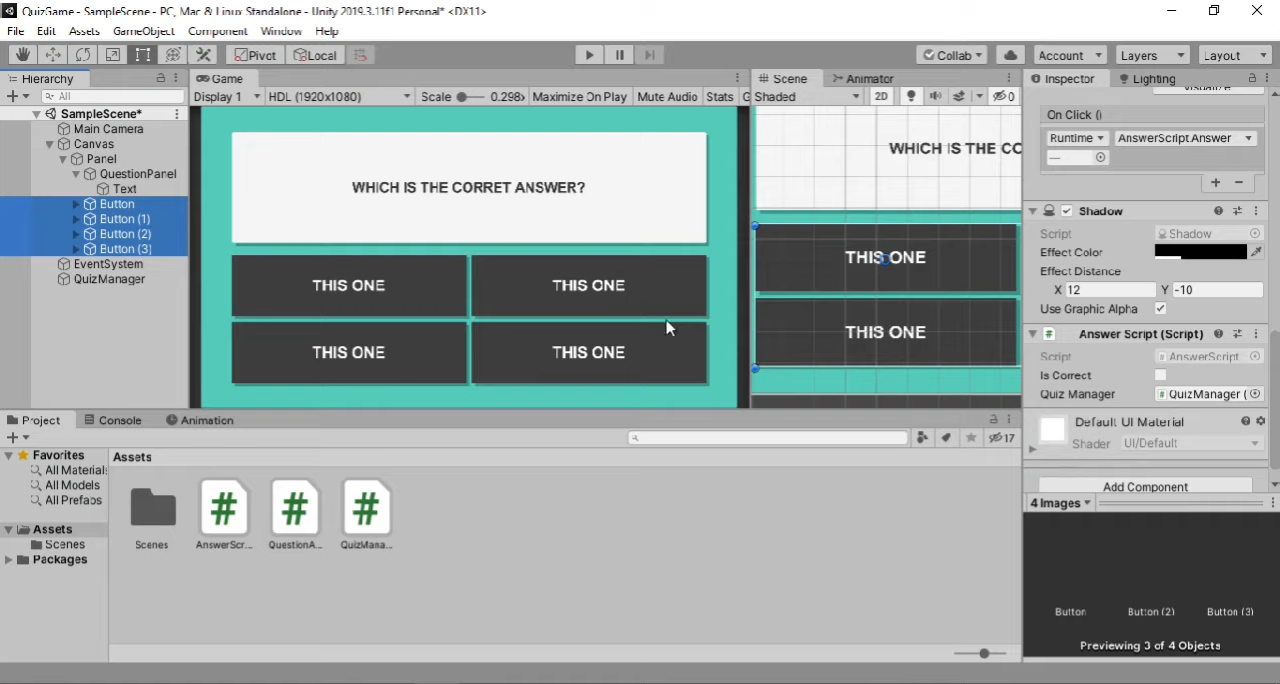 QuizGame - SampleScene - PC, Mac & Linux Standalone - Unity 2019.3.11f1 Personal* <DX11>
File Edit Assets GameObject Component Window Help
Pivot Local Collab Account Layers Layout
Hierarchy Game Scene Animator Inspector Lighting
All Display 1 HDL (1920x1080) Scale 0.298x Maximize On Play Mute Audio Stats G Shaded 2D 0
SampleScene*
Main Camera
Canvas
Panel
QuestionPanel
Text
Button
Button (1)
Button (2)
Button (3)
EventSystem
QuizManager
WHICH IS THE CORRET ANSWER?
THIS ONE THIS ONE
THIS ONE THIS ONE
WHICH IS THE CO
THIS ONE
THIS ONE
On Click ()
Runtime AnswerScript.Answer
—
+ −
Shadow
Script Shadow
Effect Color
Effect Distance
X 12 Y -10
Use Graphic Alpha
Answer Script (Script)
Script AnswerScript
Is Correct
Quiz Manager QuizManager (
Default UI Material
Shader UI/Default
Add Component
4 Images
Button Button (2) Button (3)
Previewing 3 of 4 Objects
Project Console Animation
17
Favorites
All Materials
All Models
All Prefabs
Assets
Scenes
Packages
Assets
Scenes AnswerScr... QuestionA... QuizMana...